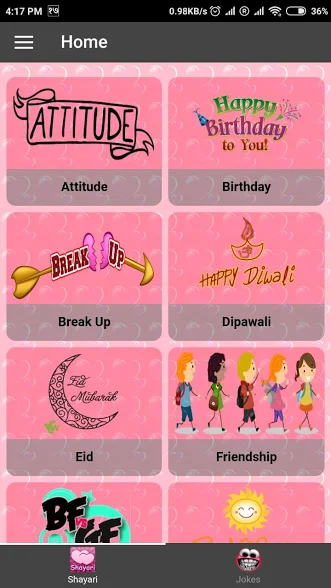 4:17 PM
0.98KB/s
36%
Home
ATTITUDE
Attitude
Happy
Birthday
to You!
Birthday
BREAK UP
Break Up
HAPPY Diwali
Dipawali
Eid
Mubarak
Eid
Friendship
BF
Shayari
Shayari
Jokes